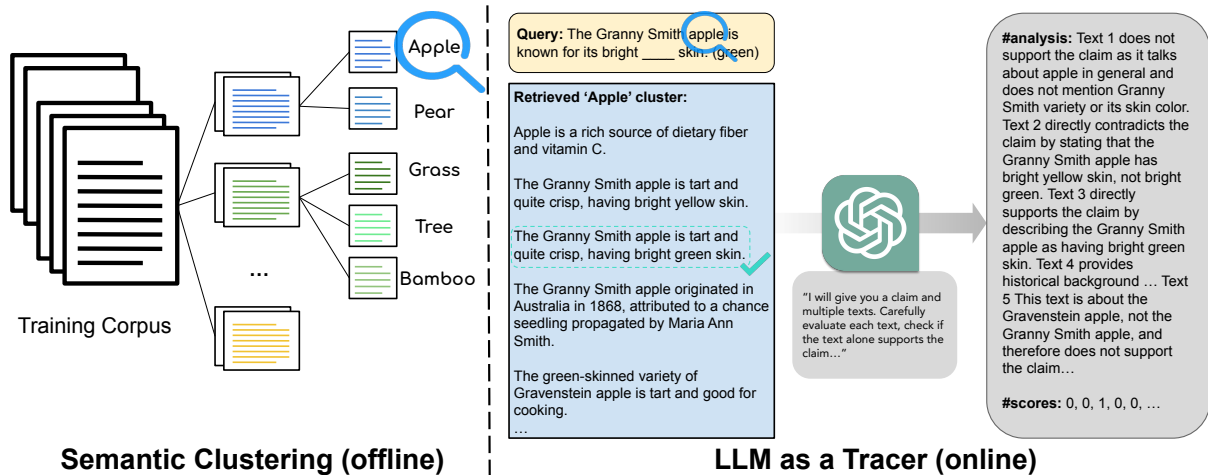 Apple
Pear
Grass
Tree
Bamboo
...
Training Corpus
Semantic Clustering (offline)
Query: The Granny Smith apple is
known for its bright ____ skin. (green)
Retrieved ‘Apple’ cluster:
Apple is a rich source of dietary fiber
and vitamin C.
The Granny Smith apple is tart and
quite crisp, having bright yellow skin.
The Granny Smith apple is tart and
quite crisp, having bright green skin.
The Granny Smith apple originated in
Australia in 1868, attributed to a chance
seedling propagated by Maria Ann
Smith.
The green-skinned variety of
Gravenstein apple is tart and good for
cooking.
...
“I will give you a claim and
multiple texts. Carefully
evaluate each text, check if
the text alone supports the
claim…”
#analysis: Text 1 does not
support the claim as it talks
about apple in general and
does not mention Granny
Smith variety or its skin color.
Text 2 directly contradicts the
claim by stating that the
Granny Smith apple has
bright yellow skin, not bright
green. Text 3 directly
supports the claim by
describing the Granny Smith
apple as having bright green
skin. Text 4 provides
historical background … Text
5 This text is about the
Gravenstein apple, not the
Granny Smith apple, and
therefore does not support
the claim…
#scores: 0, 0, 1, 0, 0, …
LLM as a Tracer (online)